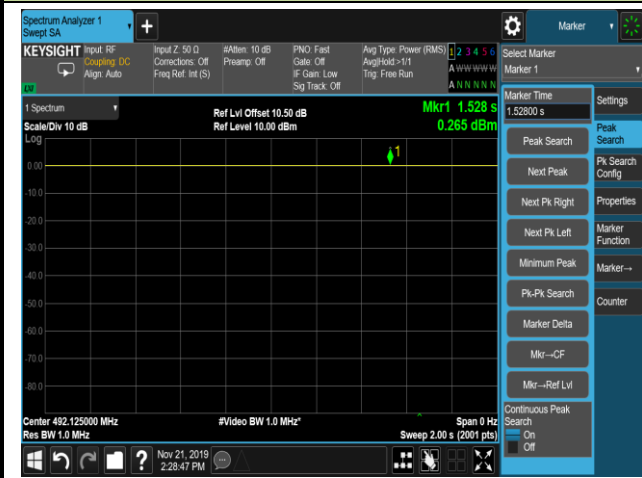 Spectrum Analyzer 1
Swept SA
+
Marker
KEYSIGHT
Input: RF
Coupling: DC
Align: Auto
Input Z: 50 Ω
Corrections: Off
Freq Ref: Int (S)
#Atten: 10 dB
Preamp: Off
PNO: Fast
Gate: Off
IF Gain: Low
Sig Track: Off
Avg Type: Power (RMS)
Avg|Hold:>1/1
Trig: Free Run
1 2 3 4 5 6
A W W W W W
A N N N N N
LXI
Select Marker
Marker 1
1 Spectrum
Scale/Div 10 dB
Log
Ref Lvl Offset 10.50 dB
Ref Level 10.00 dBm
Mkr1 1.528 s
0.265 dBm
1
0.00
-10.0
-20.0
-30.0
-40.0
-50.0
-60.0
-70.0
-80.0
Center 492.125000 MHz
Res BW 1.0 MHz
#Video BW 1.0 MHz*
Span 0 Hz
Sweep 2.00 s (2001 pts)
Marker Time
1.52800 s
Peak Search
Next Peak
Next Pk Right
Next Pk Left
Minimum Peak
Pk-Pk Search
Marker Delta
Mkr→CF
Mkr→Ref Lvl
Continuous Peak
Search
On
Off
Settings
Peak
Search
Pk Search
Config
Properties
Marker
Function
Marker→
Counter
?
Nov 21, 2019
2:28:47 PM